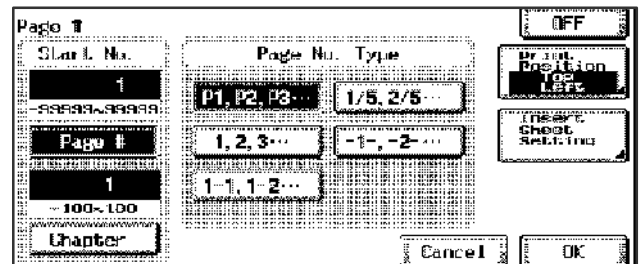 Page #
OFF
Start No.
Page No. Type
Print
Position
Top
Left
1
P1, P2, P3···
1/5, 2/5···
-99999~99999
Insert
Sheet
Setting
Page #
1, 2, 3···
-1-, -2-···
1
1-1, 1-2···
-100~100
Chapter
Cancel
OK